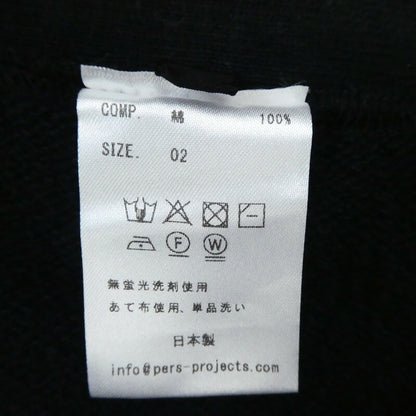 COMP. 綿 100%
SIZE. 02
F W
無蛍光洗剤使用
あて布使用、単品洗い
日本製
info@pers-projects.com